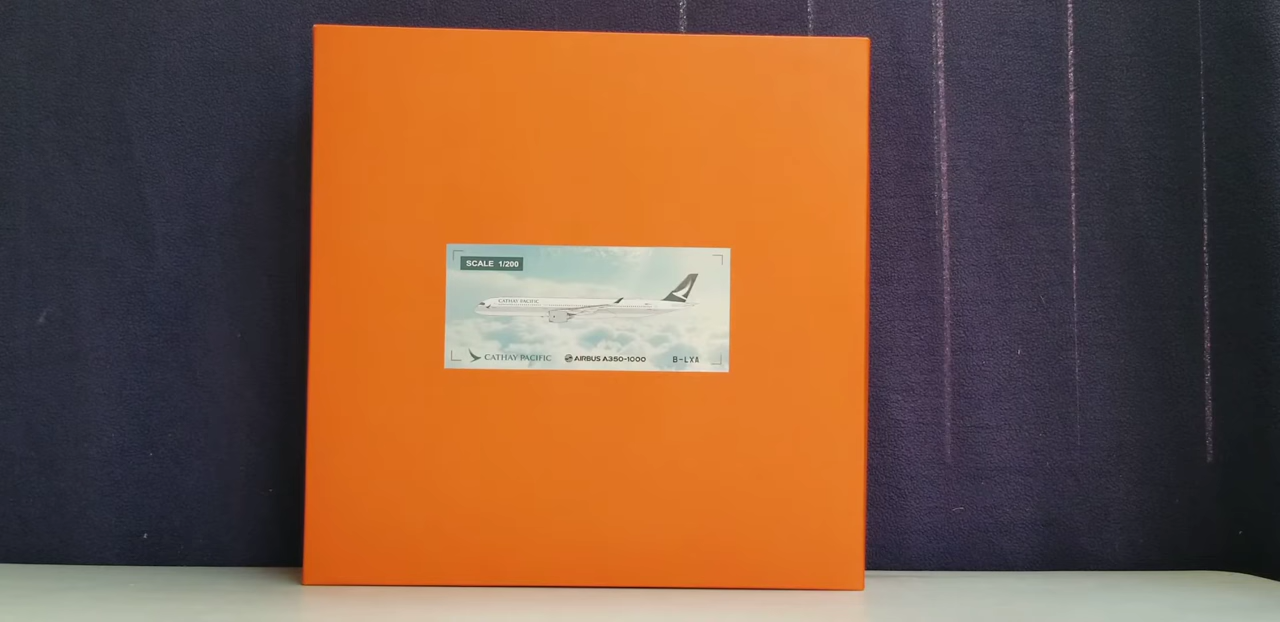 SCALE 1/200
CATHAY PACIFIC
CATHAY PACIFIC AIRBUS A350-1000 B-LXA